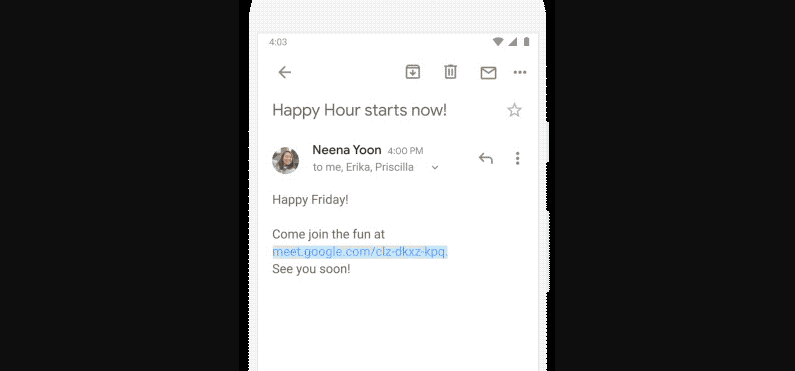 4:03
Happy Hour starts now!
Neena Yoon 4:00 PM
to me, Erika, Priscilla
Happy Friday!
Come join the fun at
meet.google.com/clz-dkxz-kpq.
See you soon!